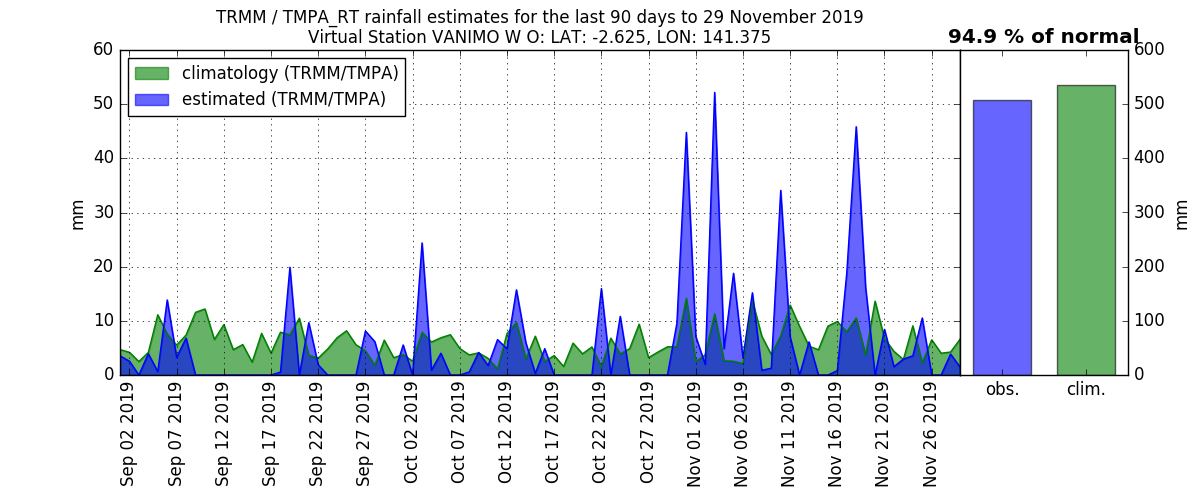 TRMM / TMPA_RT rainfall estimates for the last 90 days to 29 November 2019
Virtual Station VANIMO W O: LAT: -2.625, LON: 141.375
94.9 % of normal
climatology (TRMM/TMPA)
estimated (TRMM/TMPA)
60
50
40
30
20
10
0
mm
Sep 02 2019
Sep 07 2019
Sep 12 2019
Sep 17 2019
Sep 22 2019
Sep 27 2019
Oct 02 2019
Oct 07 2019
Oct 12 2019
Oct 17 2019
Oct 22 2019
Oct 27 2019
Nov 01 2019
Nov 06 2019
Nov 11 2019
Nov 16 2019
Nov 21 2019
Nov 26 2019
obs.
clim.
600
500
400
300
200
100
0
mm